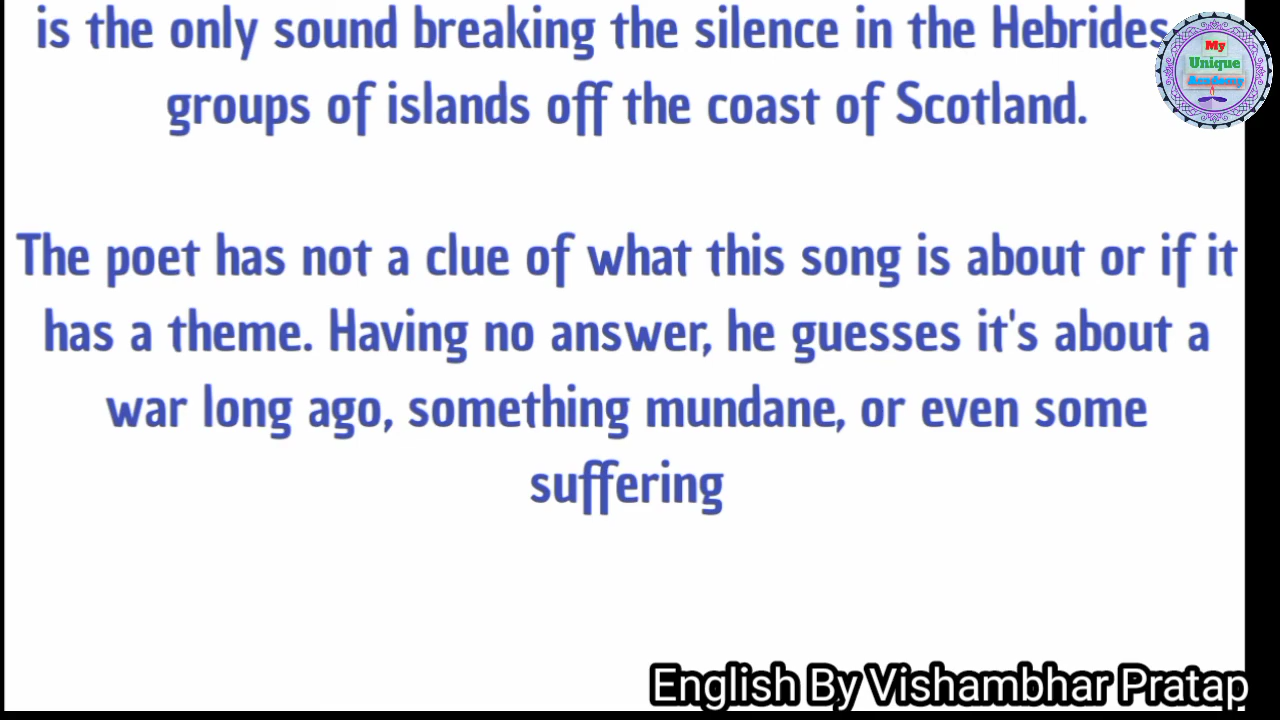 is the only sound breaking the silence in the Hebrides
groups of islands off the coast of Scotland.
The poet has not a clue of what this song is about or if it
has a theme. Having no answer, he guesses it's about a
war long ago, something mundane, or even some
suffering
My
Unique
Academy
English By Vishambhar Pratap